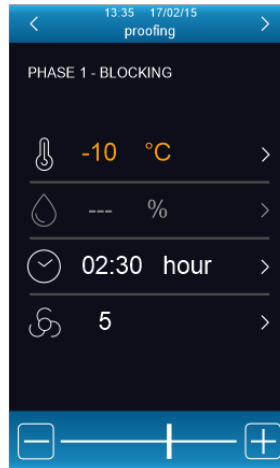 13:35 17/02/15
proofing
PHASE 1 - BLOCKING
-10 °C
--- %
02:30 hour
5